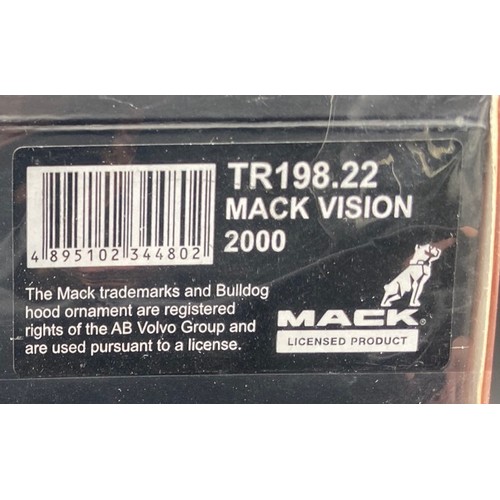 TR198.22
MACK VISION
2000
4 895102 344802
The Mack trademarks and Bulldog
hood ornament are registered
rights of the AB Volvo Group and
are used pursuant to a license.
MACK®
LICENSED PRODUCT